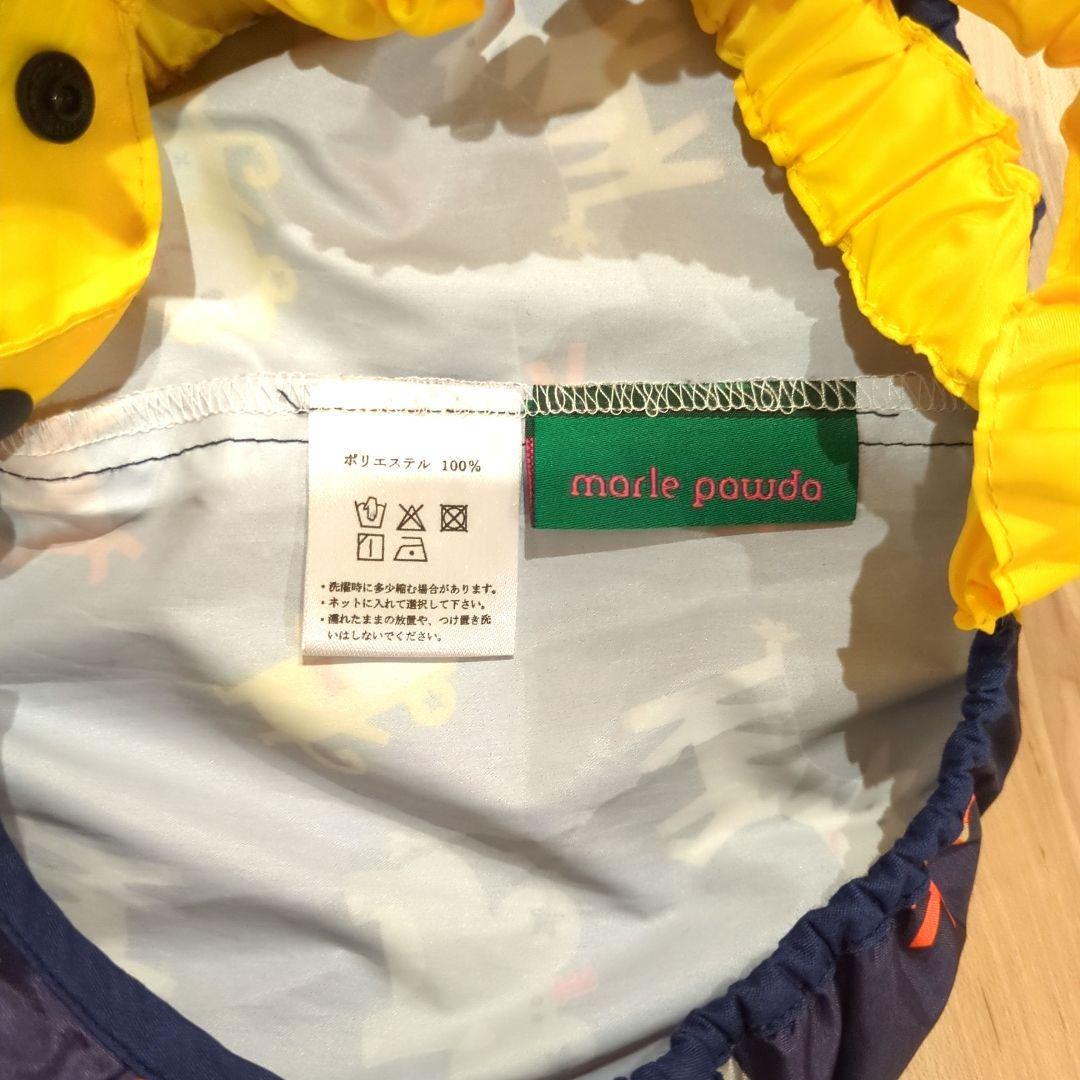 ポリエステル 100%
・洗濯時に多少縮む場合があります。
・ネットに入れて選択して下さい。
・濡れたままの放置や、つけ置き洗
いはしないでください。
marle pawda